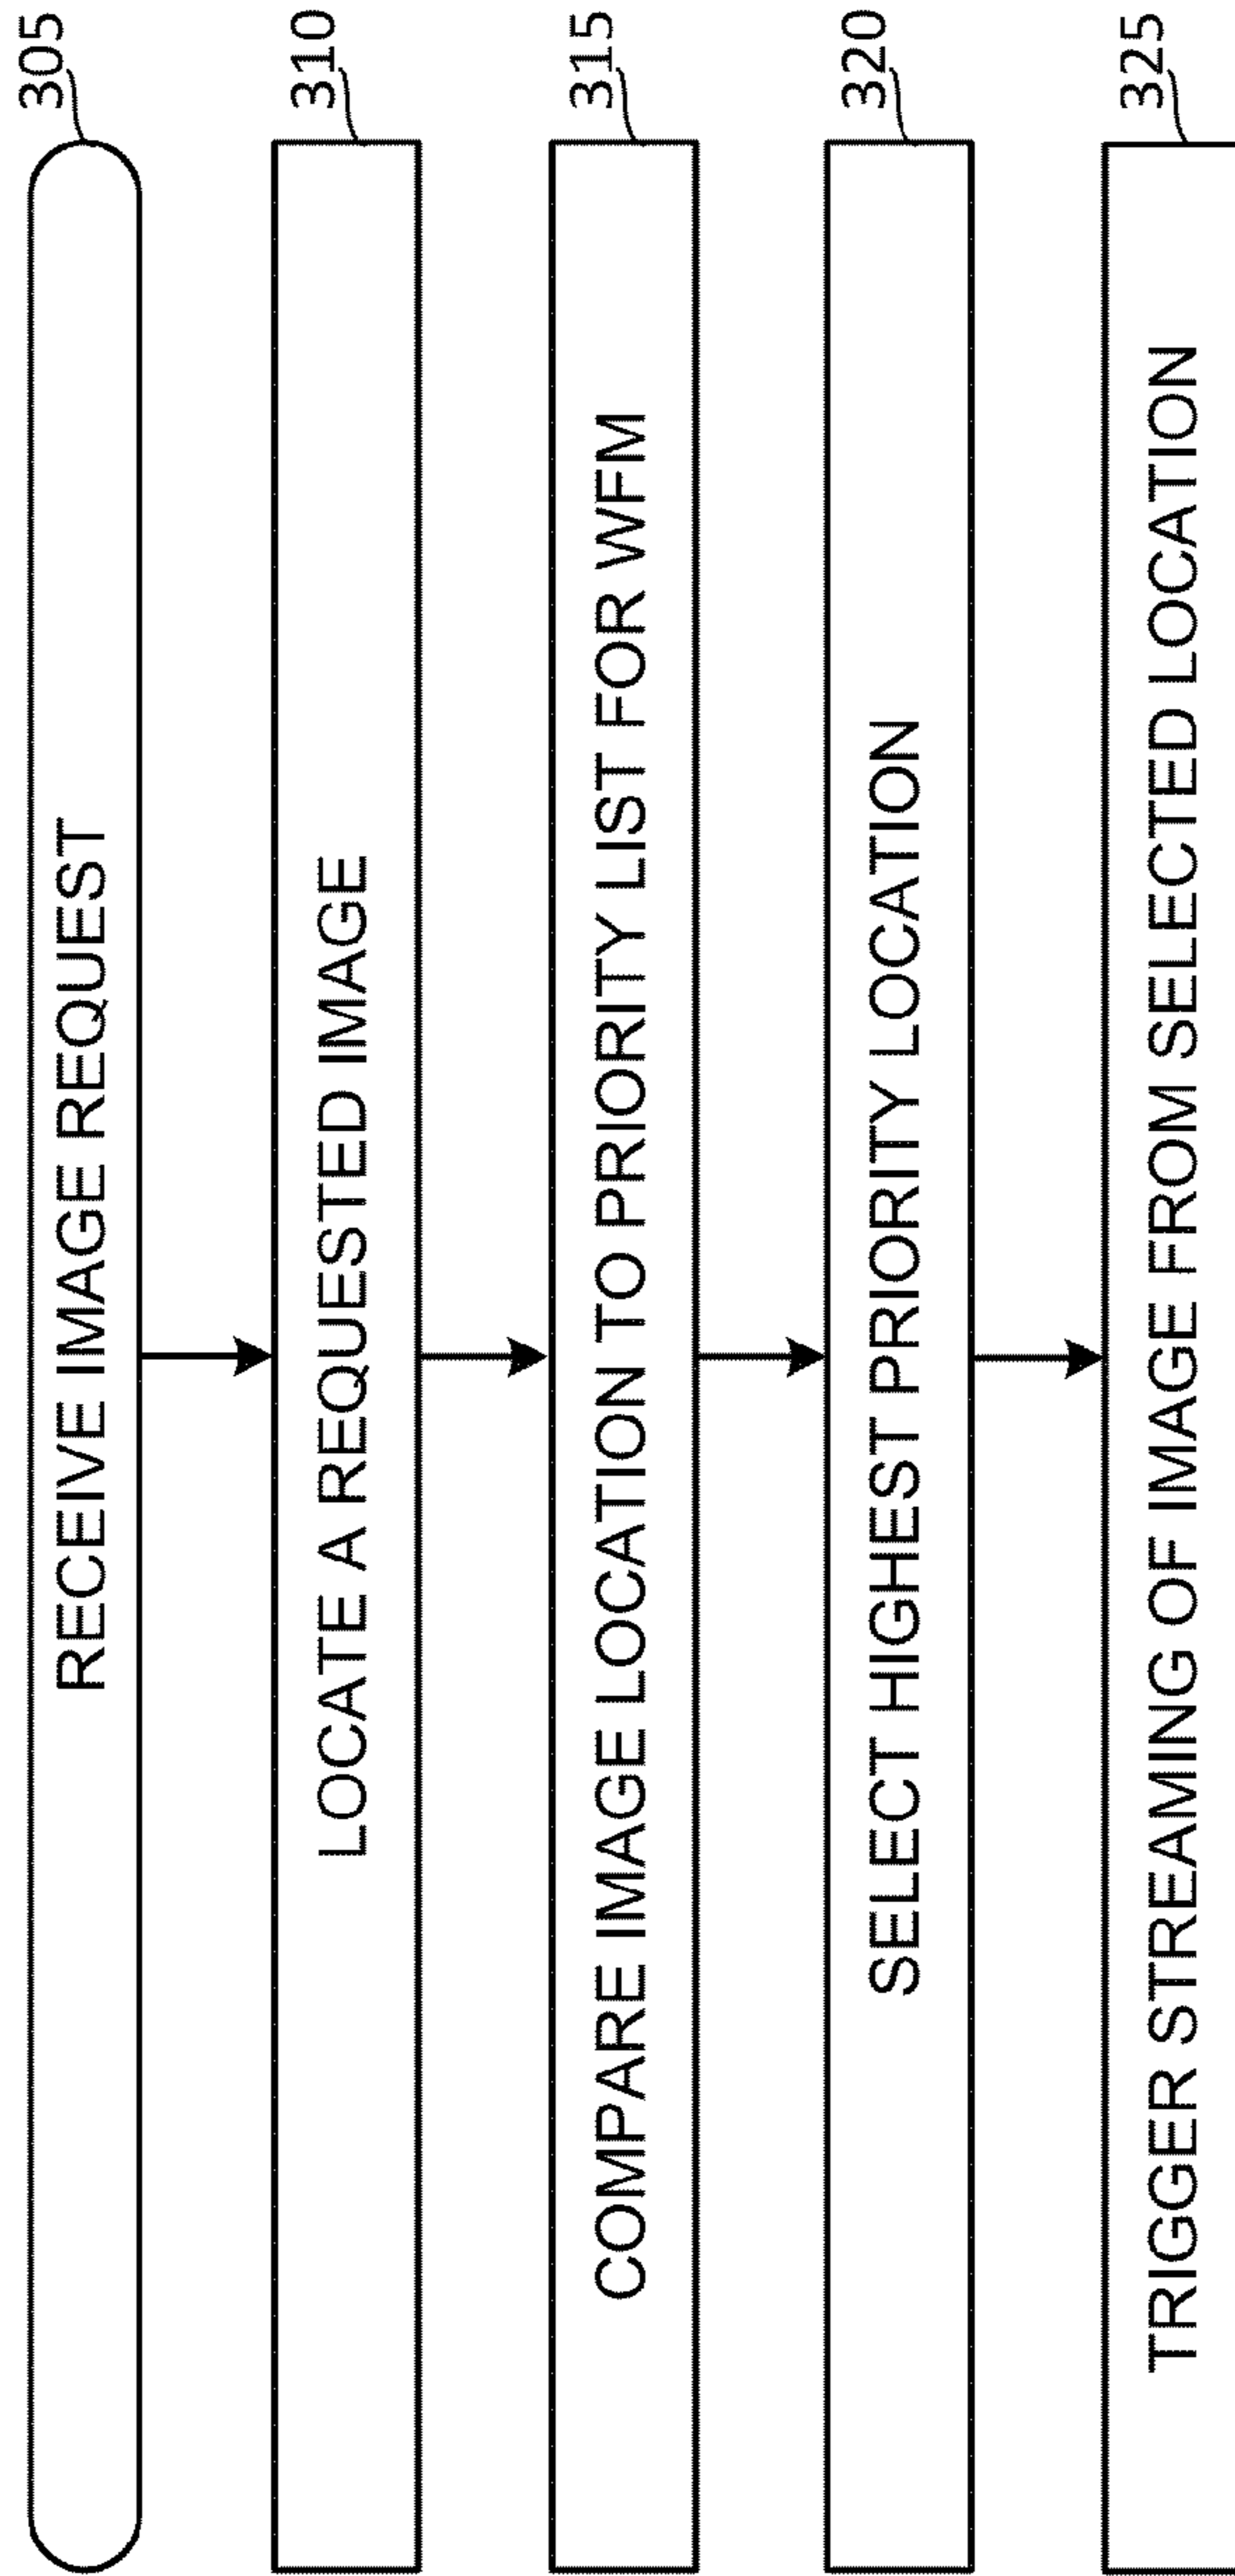 RECEIVE IMAGE REQUEST
305
LOCATE A REQUESTED IMAGE
310
COMPARE IMAGE LOCATION TO PRIORITY LIST FOR WFM
315
SELECT HIGHEST PRIORITY LOCATION
320
TRIGGER STREAMING OF IMAGE FROM SELECTED LOCATION
325